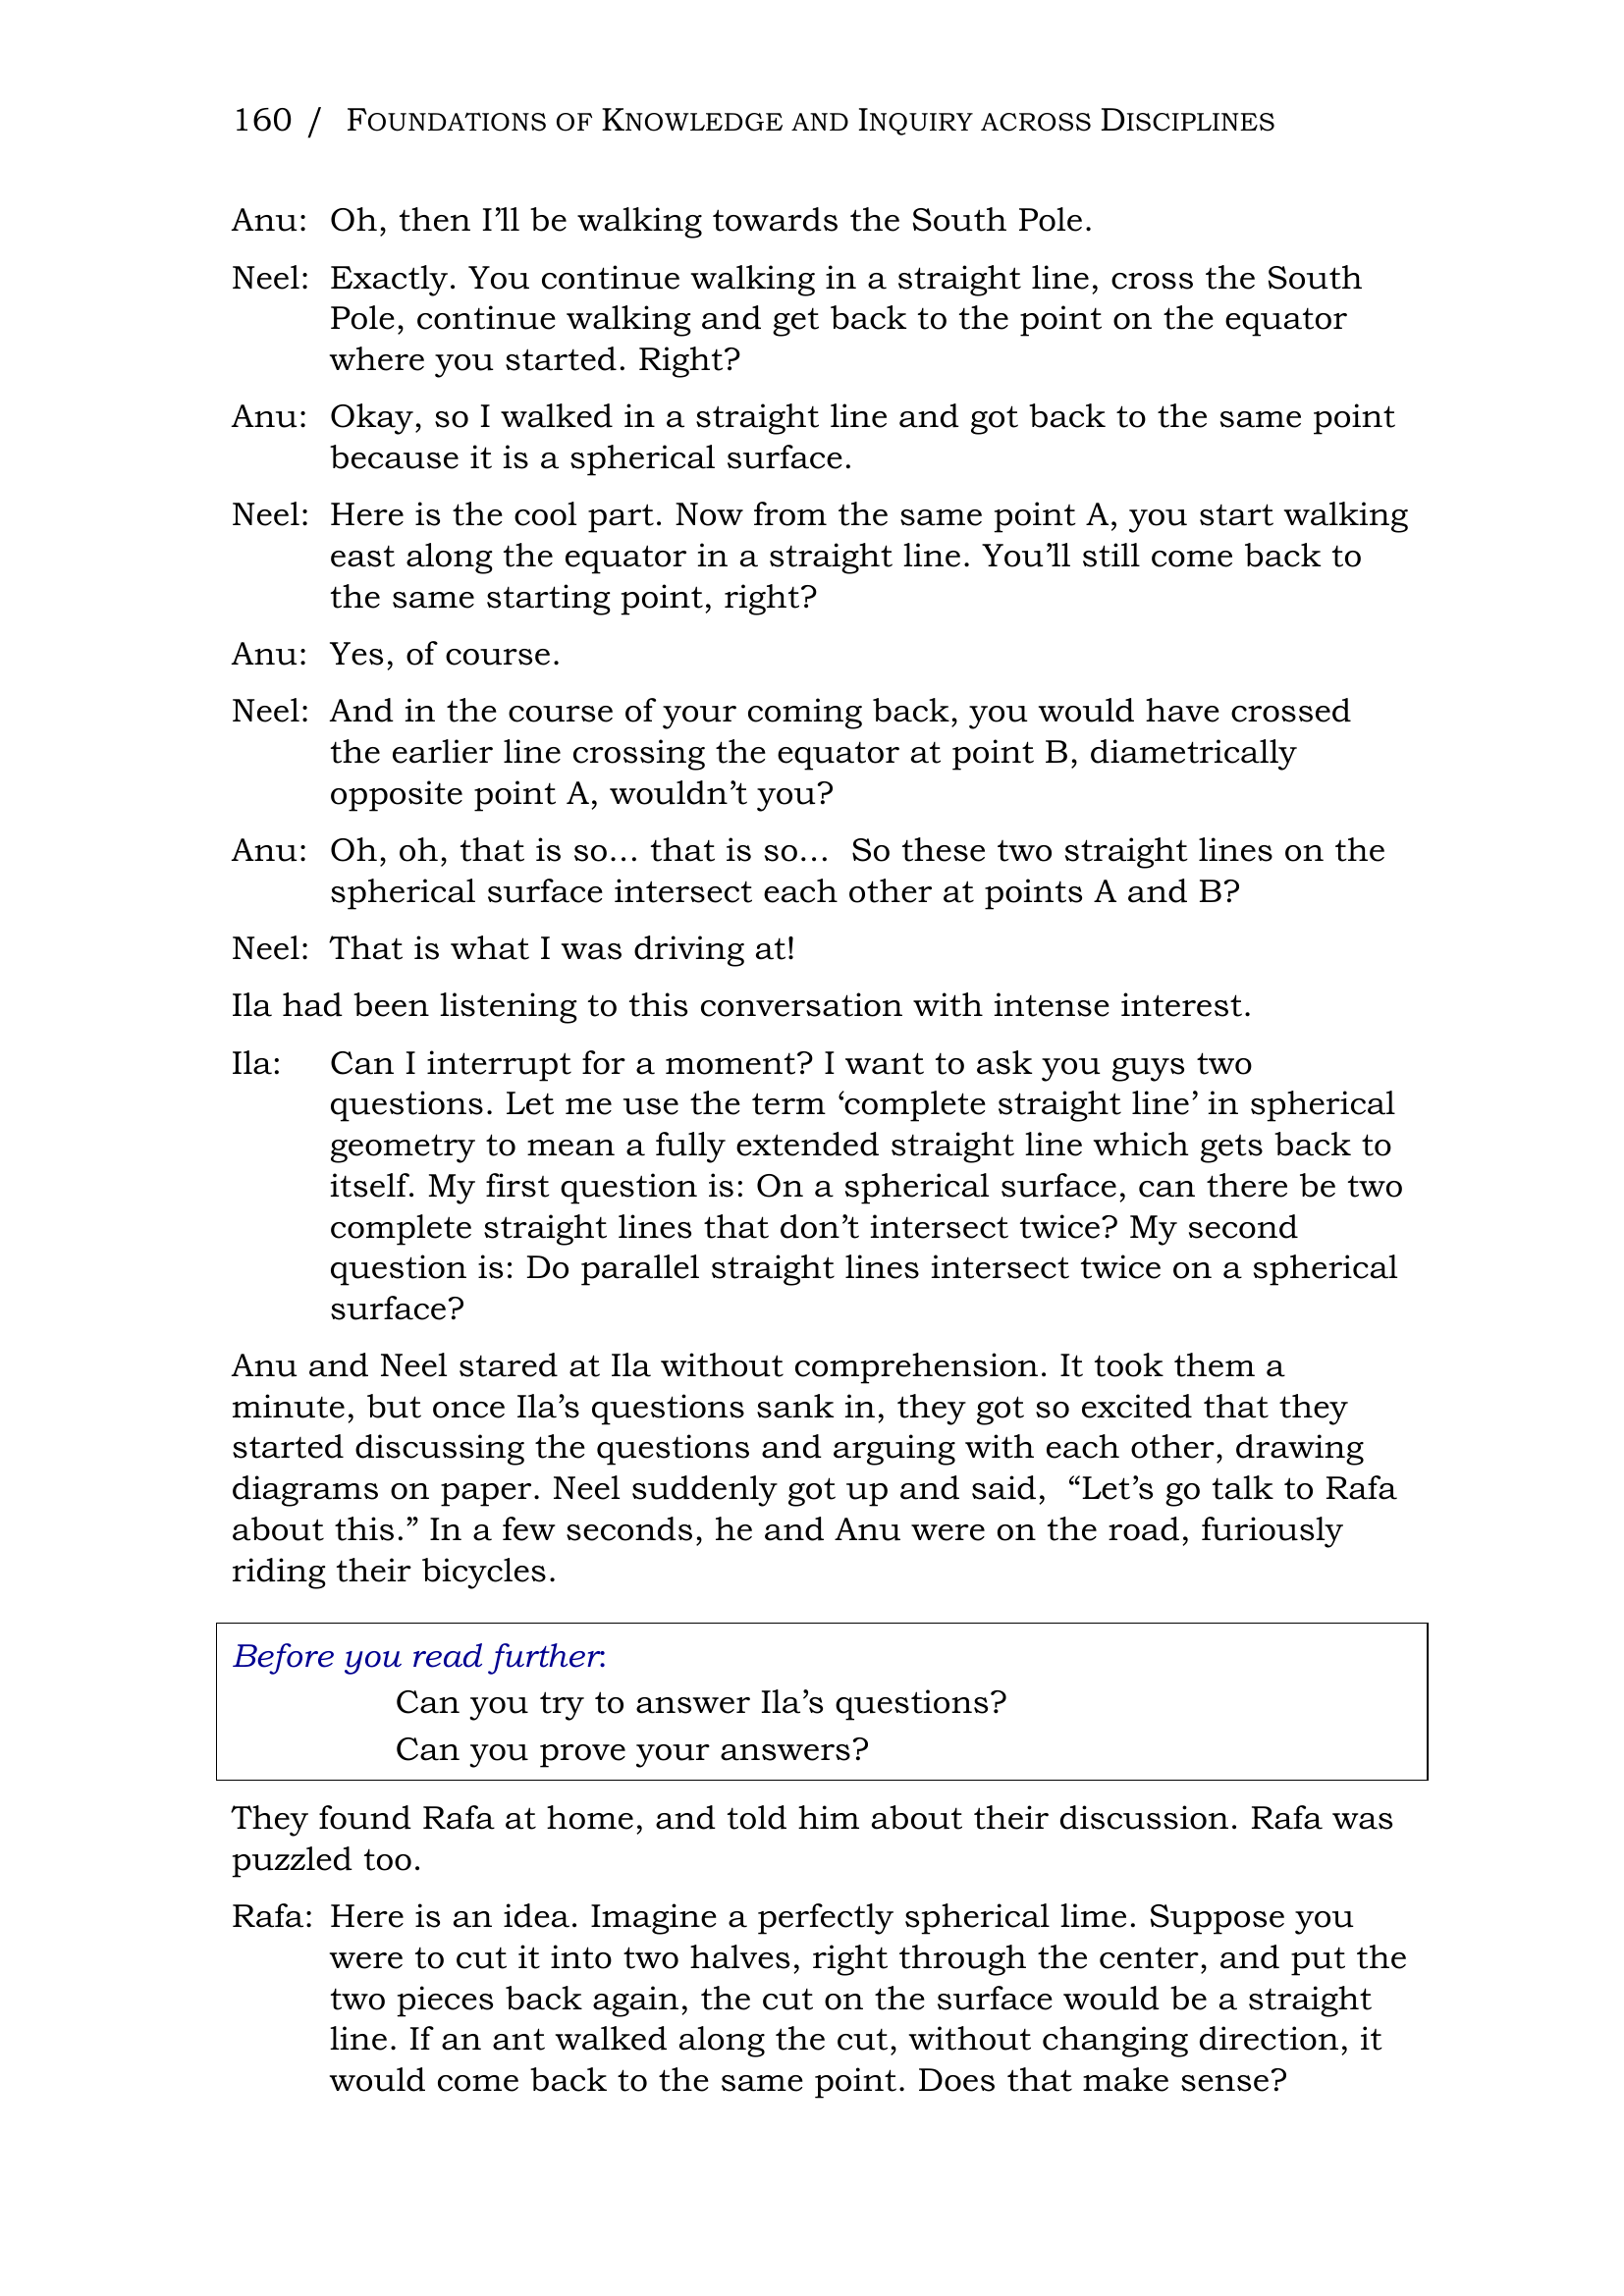 160 / FOUNDATIONS OF KNOWLEDGE AND INQUIRY ACROSS DISCIPLINES
Anu: Oh, then I’ll be walking towards the South Pole.
Neel: Exactly. You continue walking in a straight line, cross the South
Pole, continue walking and get back to the point on the equator
where you started. Right?
Anu: Okay, so I walked in a straight line and got back to the same point
because it is a spherical surface.
Neel: Here is the cool part. Now from the same point A, you start walking
east along the equator in a straight line. You’ll still come back to
the same starting point, right?
Anu: Yes, of course.
Neel: And in the course of your coming back, you would have crossed
the earlier line crossing the equator at point B, diametrically
opposite point A, wouldn’t you?
Anu: Oh, oh, that is so… that is so… So these two straight lines on the
spherical surface intersect each other at points A and B?
Neel: That is what I was driving at!
Ila had been listening to this conversation with intense interest.
Ila: Can I interrupt for a moment? I want to ask you guys two
questions. Let me use the term ‘complete straight line’ in spherical
geometry to mean a fully extended straight line which gets back to
itself. My first question is: On a spherical surface, can there be two
complete straight lines that don’t intersect twice? My second
question is: Do parallel straight lines intersect twice on a spherical
surface?
Anu and Neel stared at Ila without comprehension. It took them a
minute, but once Ila’s questions sank in, they got so excited that they
started discussing the questions and arguing with each other, drawing
diagrams on paper. Neel suddenly got up and said, “Let’s go talk to Rafa
about this.” In a few seconds, he and Anu were on the road, furiously
riding their bicycles.
Before you read further:
Can you try to answer Ila’s questions?
Can you prove your answers?
They found Rafa at home, and told him about their discussion. Rafa was
puzzled too.
Rafa: Here is an idea. Imagine a perfectly spherical lime. Suppose you
were to cut it into two halves, right through the center, and put the
two pieces back again, the cut on the surface would be a straight
line. If an ant walked along the cut, without changing direction, it
would come back to the same point. Does that make sense?